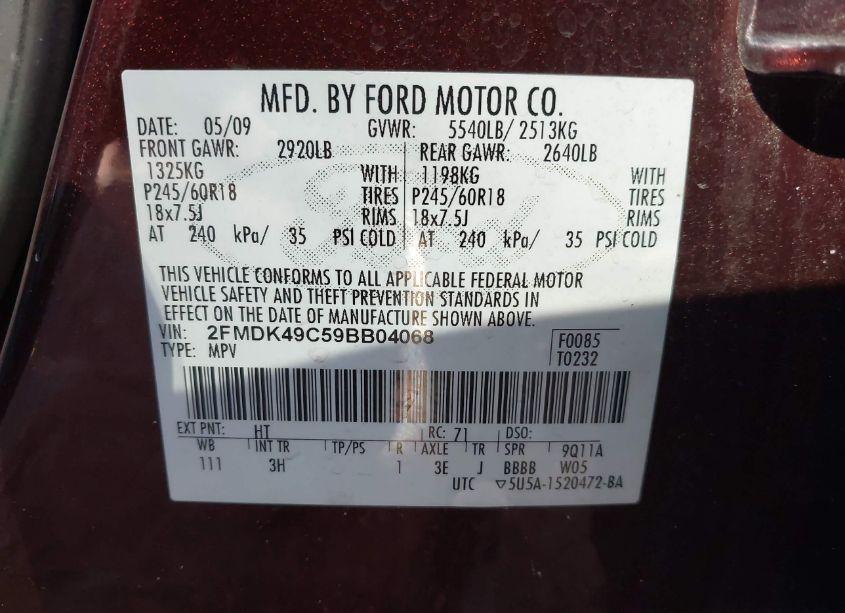 MFD. BY FORD MOTOR CO.
DATE: 05/09 GVWR: 5540LB/ 2513KG
FRONT GAWR: 2920LB REAR GAWR: 2640LB
1325KG WITH 1198KG WITH
P245/60R18 TIRES P245/60R18 TIRES
18x7.5J RIMS 18x7.5J RIMS
AT 240 kPa/ 35 PSI COLD AT 240 kPa/ 35 PSI COLD
THIS VEHICLE CONFORMS TO ALL APPLICABLE FEDERAL MOTOR
VEHICLE SAFETY AND THEFT PREVENTION STANDARDS IN
EFFECT ON THE DATE OF MANUFACTURE SHOWN ABOVE.
VIN: 2FMDK49C59BB04068 F0085
TYPE: MPV T0232
EXT PNT: HT RC: 71 DSO:
WB INT TR TP/PS R AXLE TR SPR 9Q11A
111 3H 1 3E J BBBB W05
UTC ▽5U5A-1520472-BA